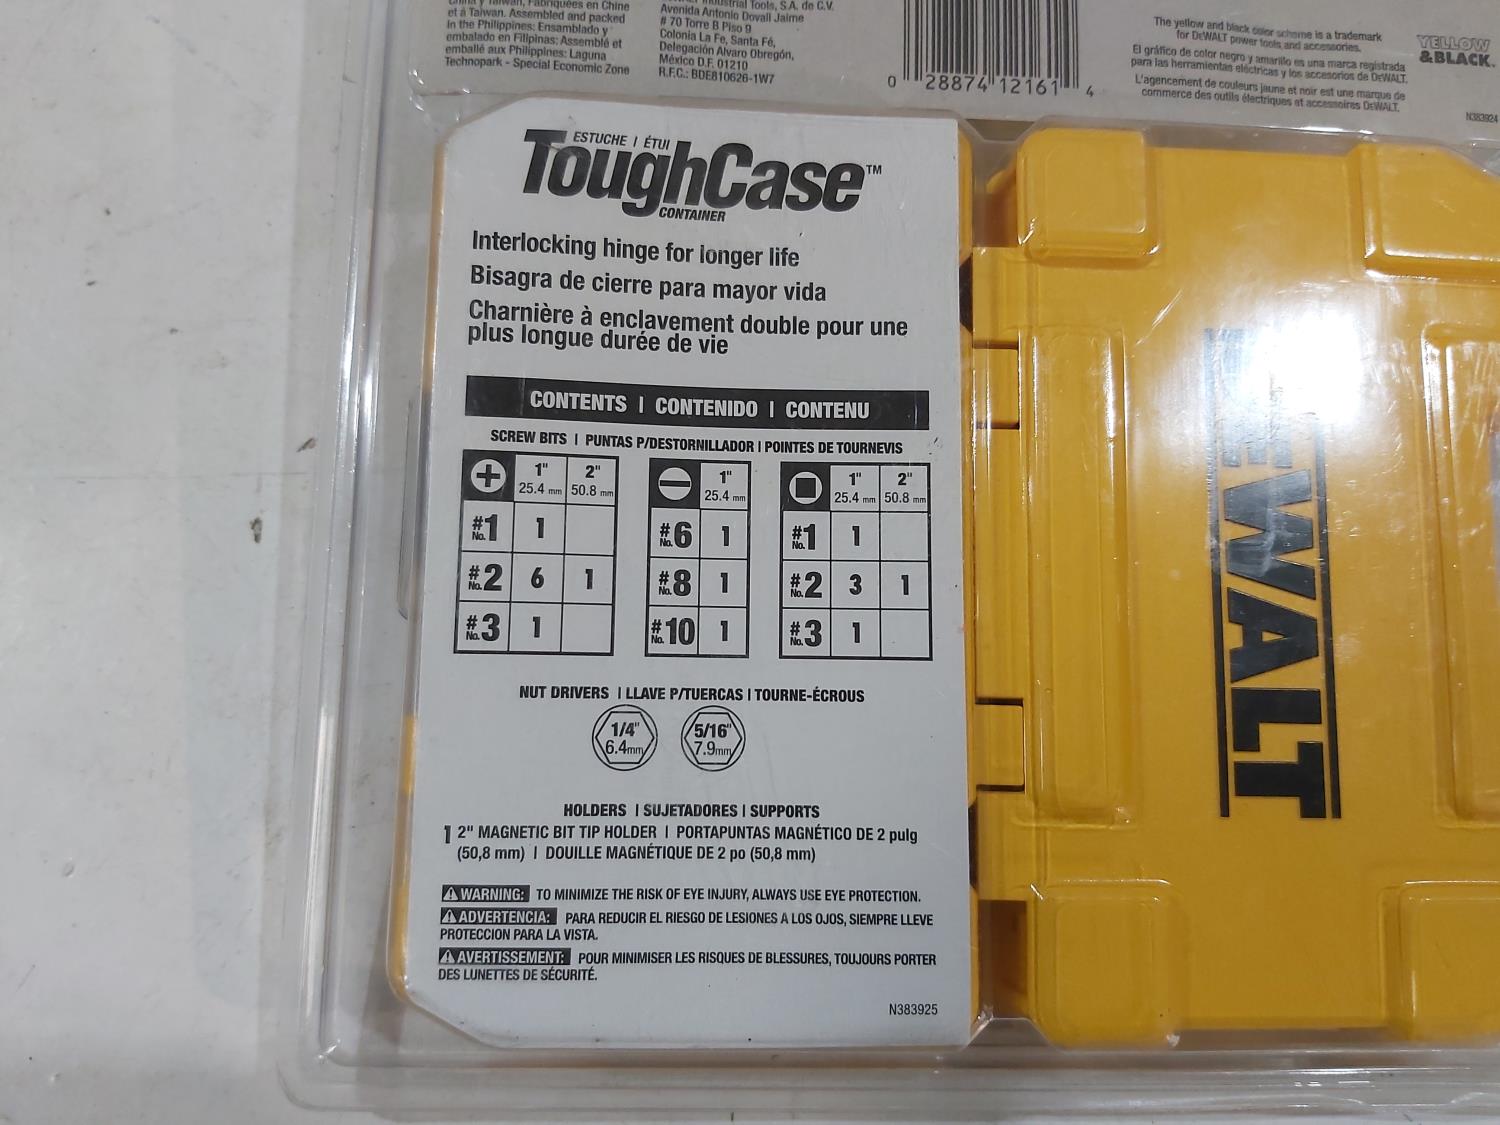 China y Taiwan, Fabriquées en Chine
et à Taiwan. Assembled and packed
in the Philippines: Ensamblado y
embalado en Filipinas: Assemblé et
emballé aux Philippines: Laguna
Technopark - Special Economic Zone
Industrial Tools, S.A. de C.V.
Avenida Antonio Dovali Jaime
# 70 Torre B Piso 9
Colonia La Fe, Santa Fé,
Delegación Alvaro Obregón,
México D.F. 01210
R.F.C.: BDE810626-1W7
0 28874 12161 4
The yellow and black color scheme is a trademark
for DEWALT power tools and accessories.
El gráfico de color negro y amarillo es una marca registrada
para las herramientas eléctricas y los accesorios de DEWALT.
L'agencement de couleurs jaune et noir est une marque de
commerce des outils électriques et accessoires DEWALT.
YELLOW
&BLACK.
N383924
ESTUCHE | ÉTUI
ToughCase™
CONTAINER
Interlocking hinge for longer life
Bisagra de cierre para mayor vida
Charnière à enclavement double pour une
plus longue durée de vie
CONTENTS | CONTENIDO | CONTENU
SCREW BITS | PUNTAS P/DESTORNILLADOR | POINTES DE TOURNEVIS
1" 2" 1" 1" 2"
25.4 mm 50.8 mm 25.4 mm 25.4 mm 50.8 mm
#No.1 1 #No.6 1 #No.1 1
#No.2 6 1 #No.8 1 #No.2 3 1
#No.3 1 #No.10 1 #No.3 1
NUT DRIVERS | LLAVE P/TUERCAS | TOURNE-ÉCROUS
1/4" 5/16"
6.4mm 7.9mm
HOLDERS | SUJETADORES | SUPPORTS
1 2" MAGNETIC BIT TIP HOLDER | PORTAPUNTAS MAGNÉTICO DE 2 pulg
(50,8 mm) | DOUILLE MAGNÉTIQUE DE 2 po (50,8 mm)
WARNING: TO MINIMIZE THE RISK OF EYE INJURY, ALWAYS USE EYE PROTECTION.
ADVERTENCIA: PARA REDUCIR EL RIESGO DE LESIONES A LOS OJOS, SIEMPRE LLEVE
PROTECCION PARA LA VISTA.
AVERTISSEMENT: POUR MINIMISER LES RISQUES DE BLESSURES, TOUJOURS PORTER
DES LUNETTES DE SÉCURITÉ.
N383925
DEWALT